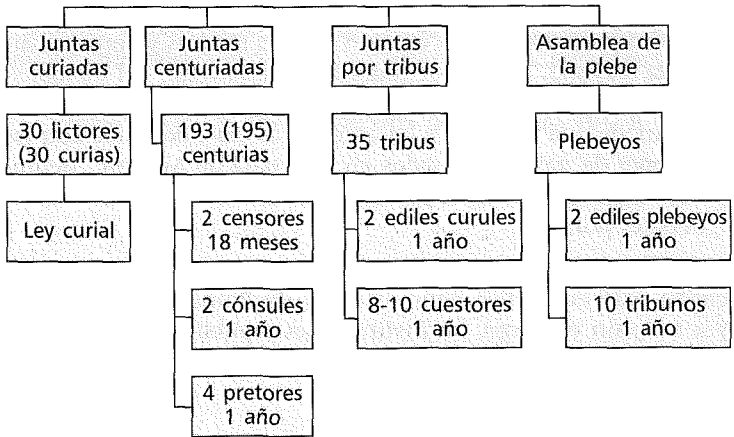 Juntas
curiadas
30 lictores
(30 curias)
Ley curial
Juntas
centuriadas
193 (195)
centurias
2 censores
18 meses
2 cónsules
1 año
4 pretores
1 año
Juntas
por tribus
35 tribus
2 ediles curules
1 año
8-10 cuestores
1 año
Asamblea de
la plebe
Plebeyos
2 ediles plebeyos
1 año
10 tribunos
1 año